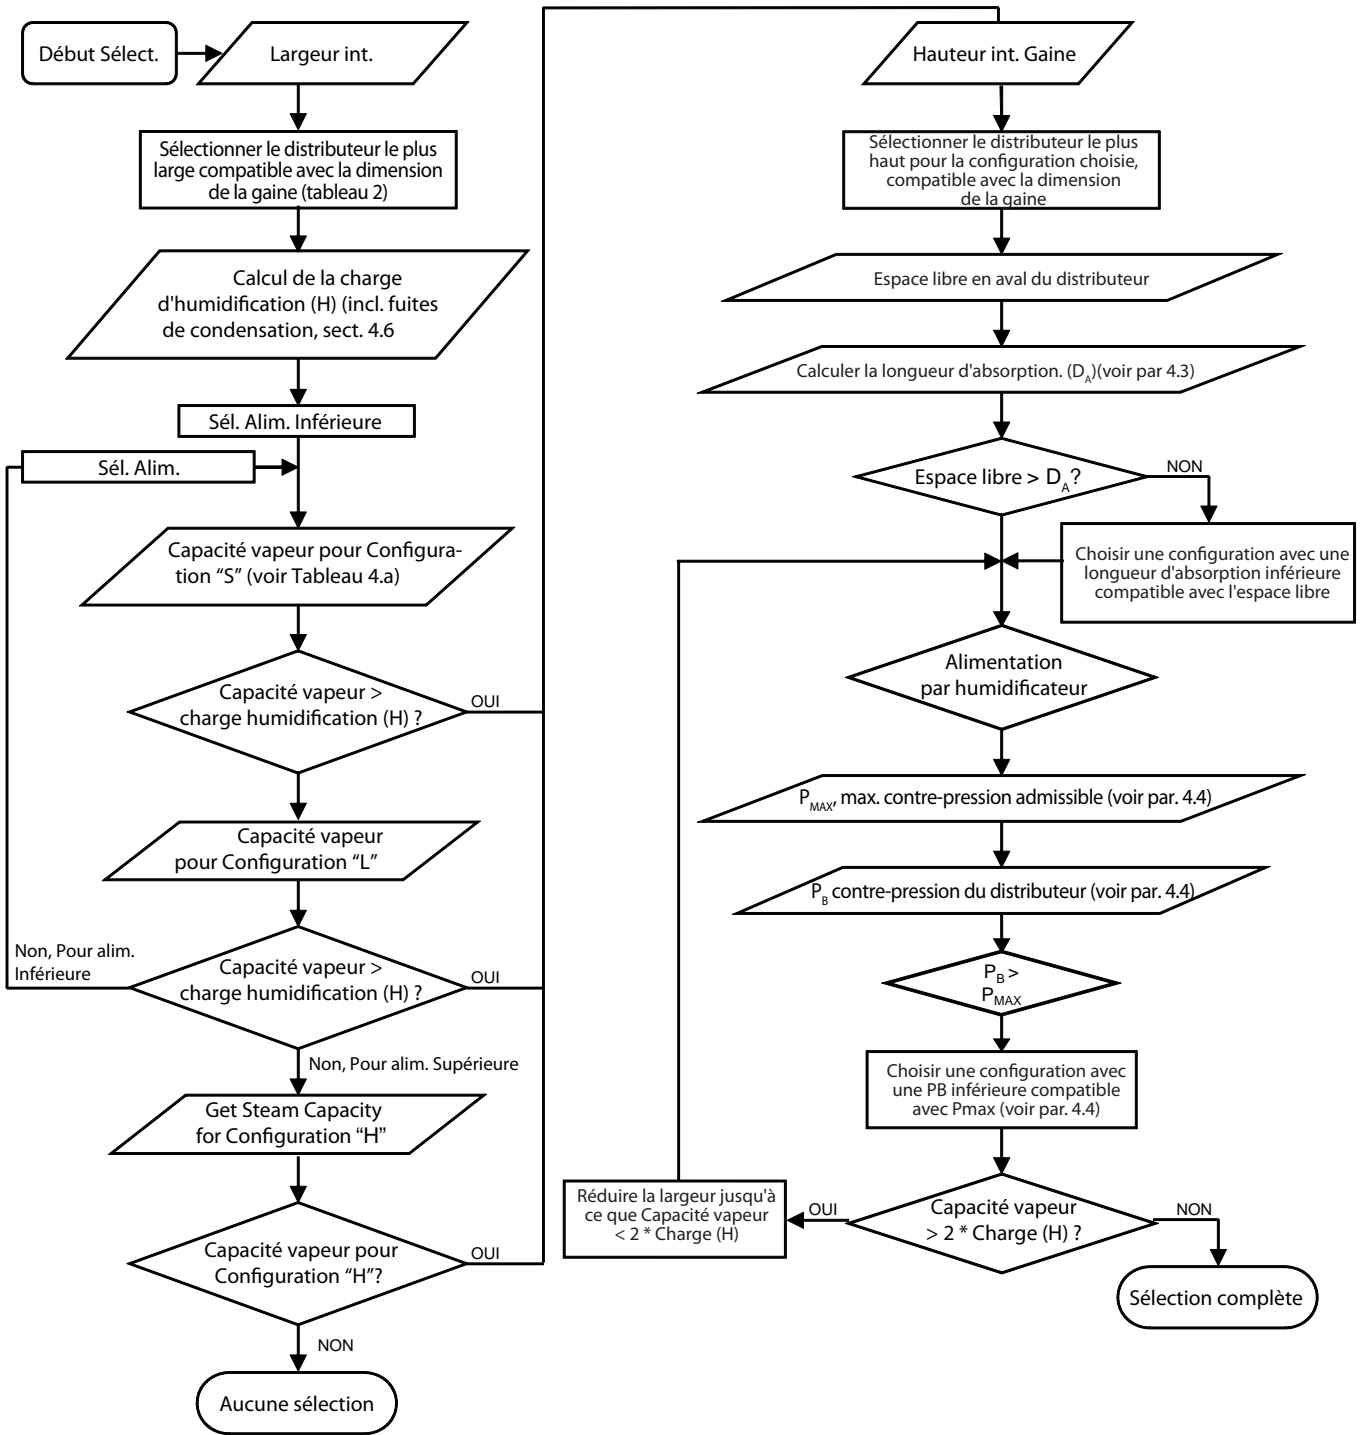 Début Sélect.
Largeur int.
Sélectionner le distributeur le plus
large compatible avec la dimension
de la gaine (tableau 2)
Calcul de la charge
d'humidification (H) (incl. fuites
de condensation, sect. 4.6
Sél. Alim. Inférieure
Sél. Alim.
Capacité vapeur pour Configura-
tion “S” (voir Tableau 4.a)
Capacité vapeur >
charge humidification (H) ?
OUI
Capacité vapeur
pour Configuration “L”
Non, Pour alim.
Inférieure
Capacité vapeur >
charge humidification (H) ?
OUI
Non, Pour alim. Supérieure
Get Steam Capacity
for Configuration “H”
Capacité vapeur pour
Configuration “H”?
OUI
NON
Aucune sélection
Hauteur int. Gaine
Sélectionner le distributeur le plus
haut pour la configuration choisie,
compatible avec la dimension
de la gaine
Espace libre en aval du distributeur
Calculer la longueur d'absorption. (DA)(voir par 4.3)
Espace libre > DA?
NON
Choisir une configuration avec une
longueur d'absorption inférieure
compatible avec l'espace libre
Alimentation
par humidificateur
PMAX, max. contre-pression admissible (voir par. 4.4)
PB contre-pression du distributeur (voir par. 4.4)
PB >
PMAX
Choisir une configuration avec
une PB inférieure compatible
avec Pmax (voir par. 4.4)
Capacité vapeur
> 2 * Charge (H) ?
OUI
Réduire la largeur jusqu'à
ce que Capacité vapeur
< 2 * Charge (H)
NON
Sélection complète